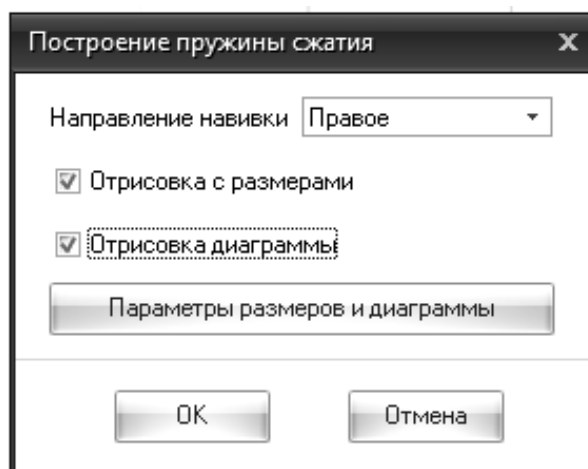 Построение пружины сжатия x
Направление навивки Правое
Отрисовка с размерами
Отрисовка диаграммы
Параметры размеров и диаграммы
OK Отмена